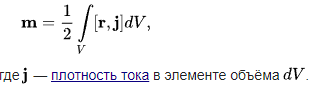 m = 1/2 ∫_V [r, j]dV,
где j — плотность тока в элементе объёма dV.